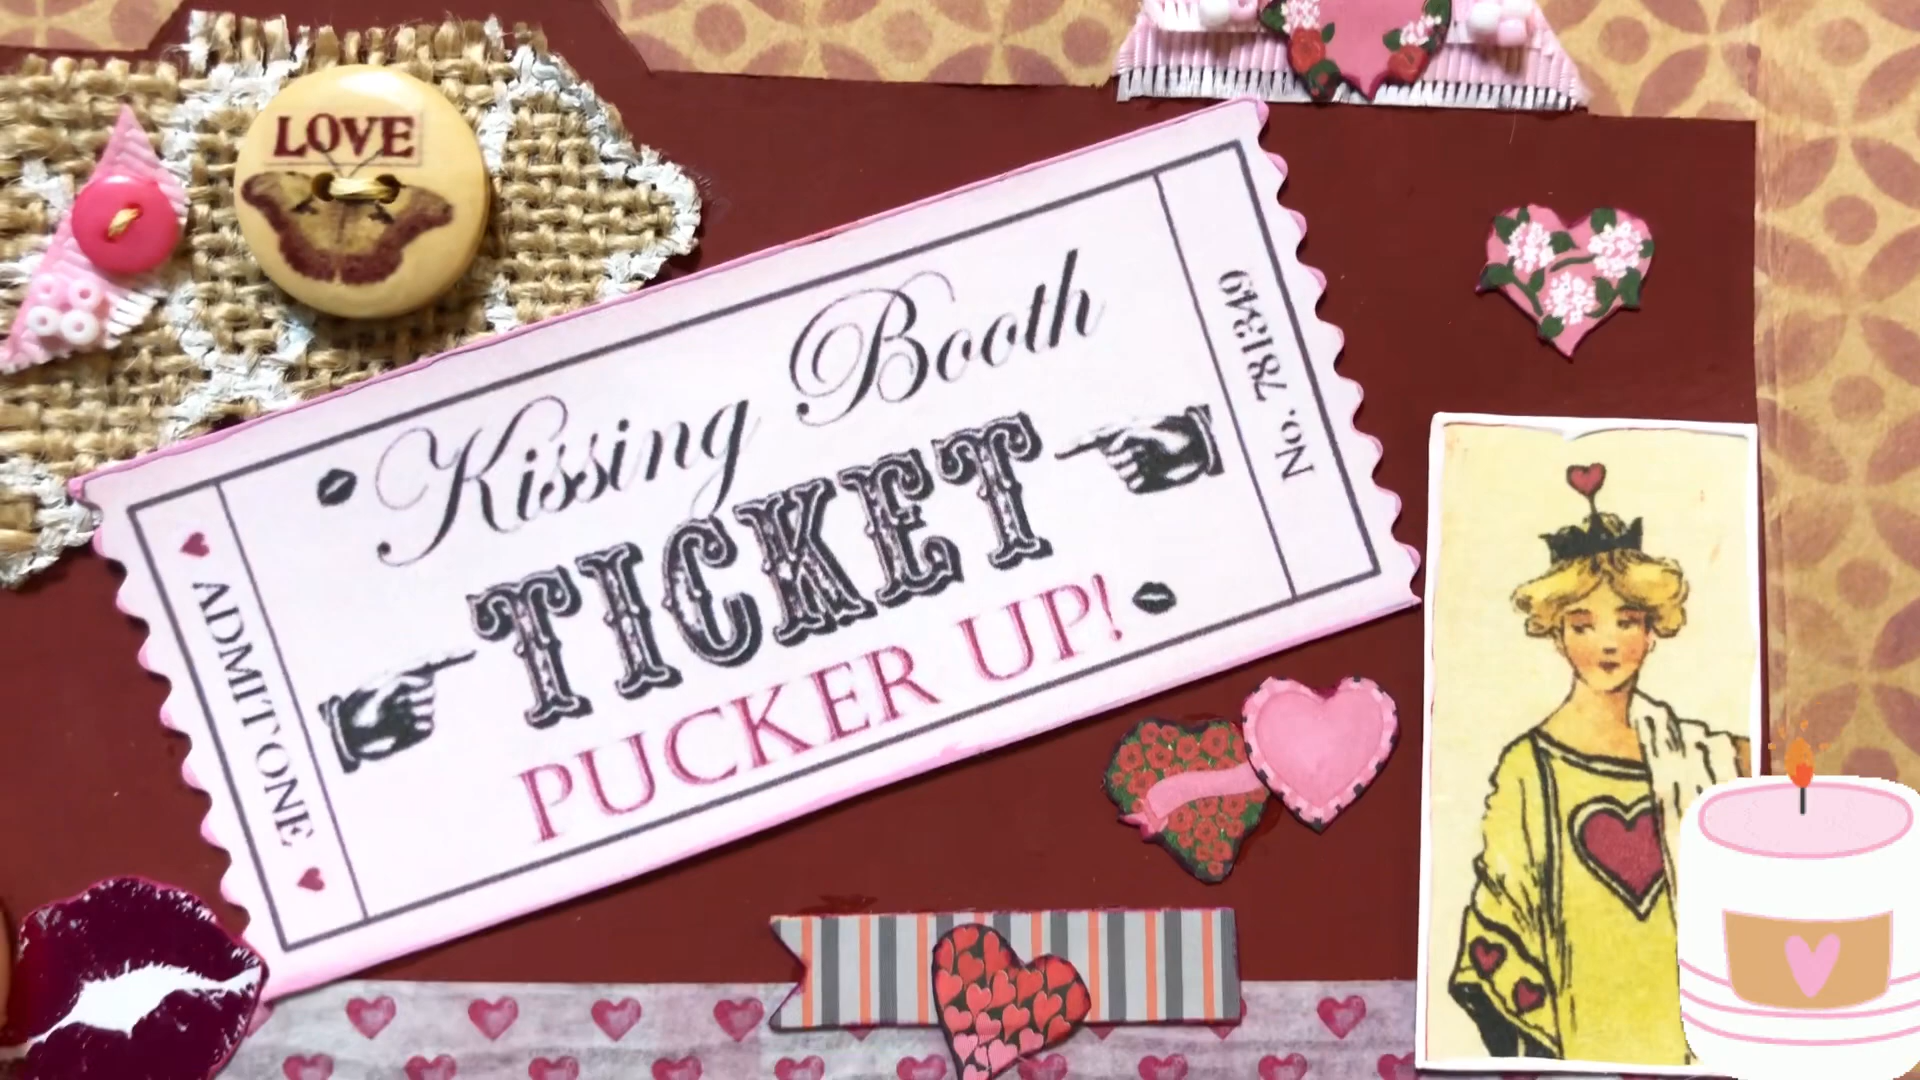 LOVE
Kissing Booth
TICKET
PUCKER UP!
ADMIT ONE
No. 781349